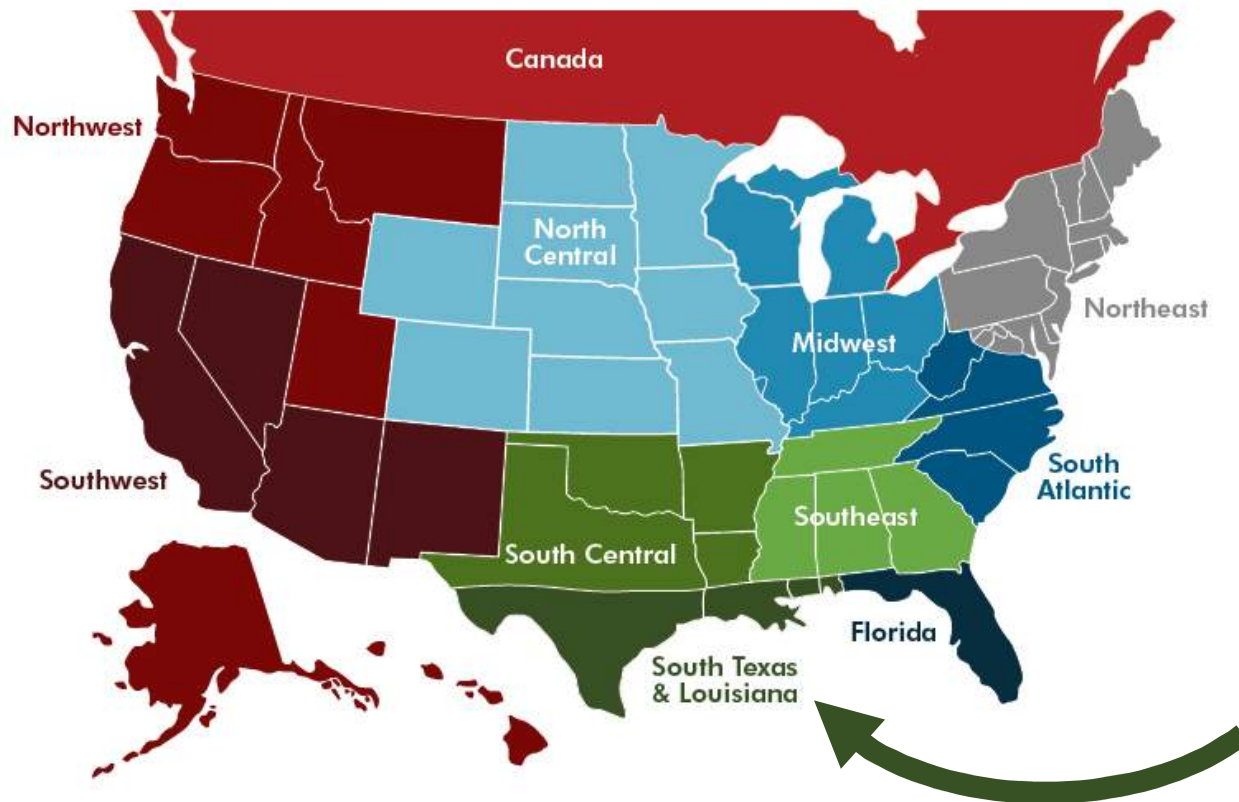 Canada
Northwest
North
Central
Northeast
Midwest
Southwest
South
Atlantic
Southeast
South Central
Florida
South Texas
& Louisiana